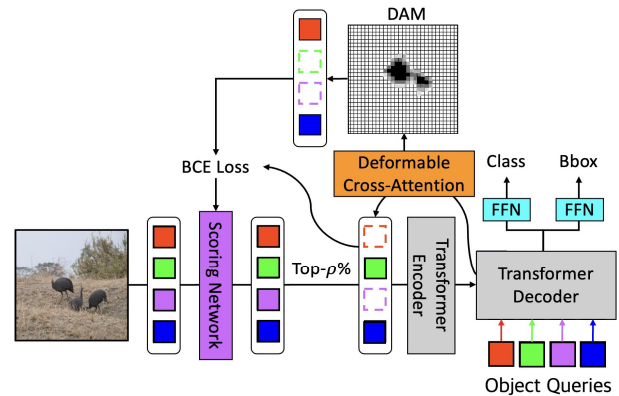 DAM
BCE Loss
Deformable
Cross-Attention
Class
Bbox
FFN
FFN
Scoring Network
Top-ρ%
Transformer
Encoder
Transformer
Decoder
Object Queries